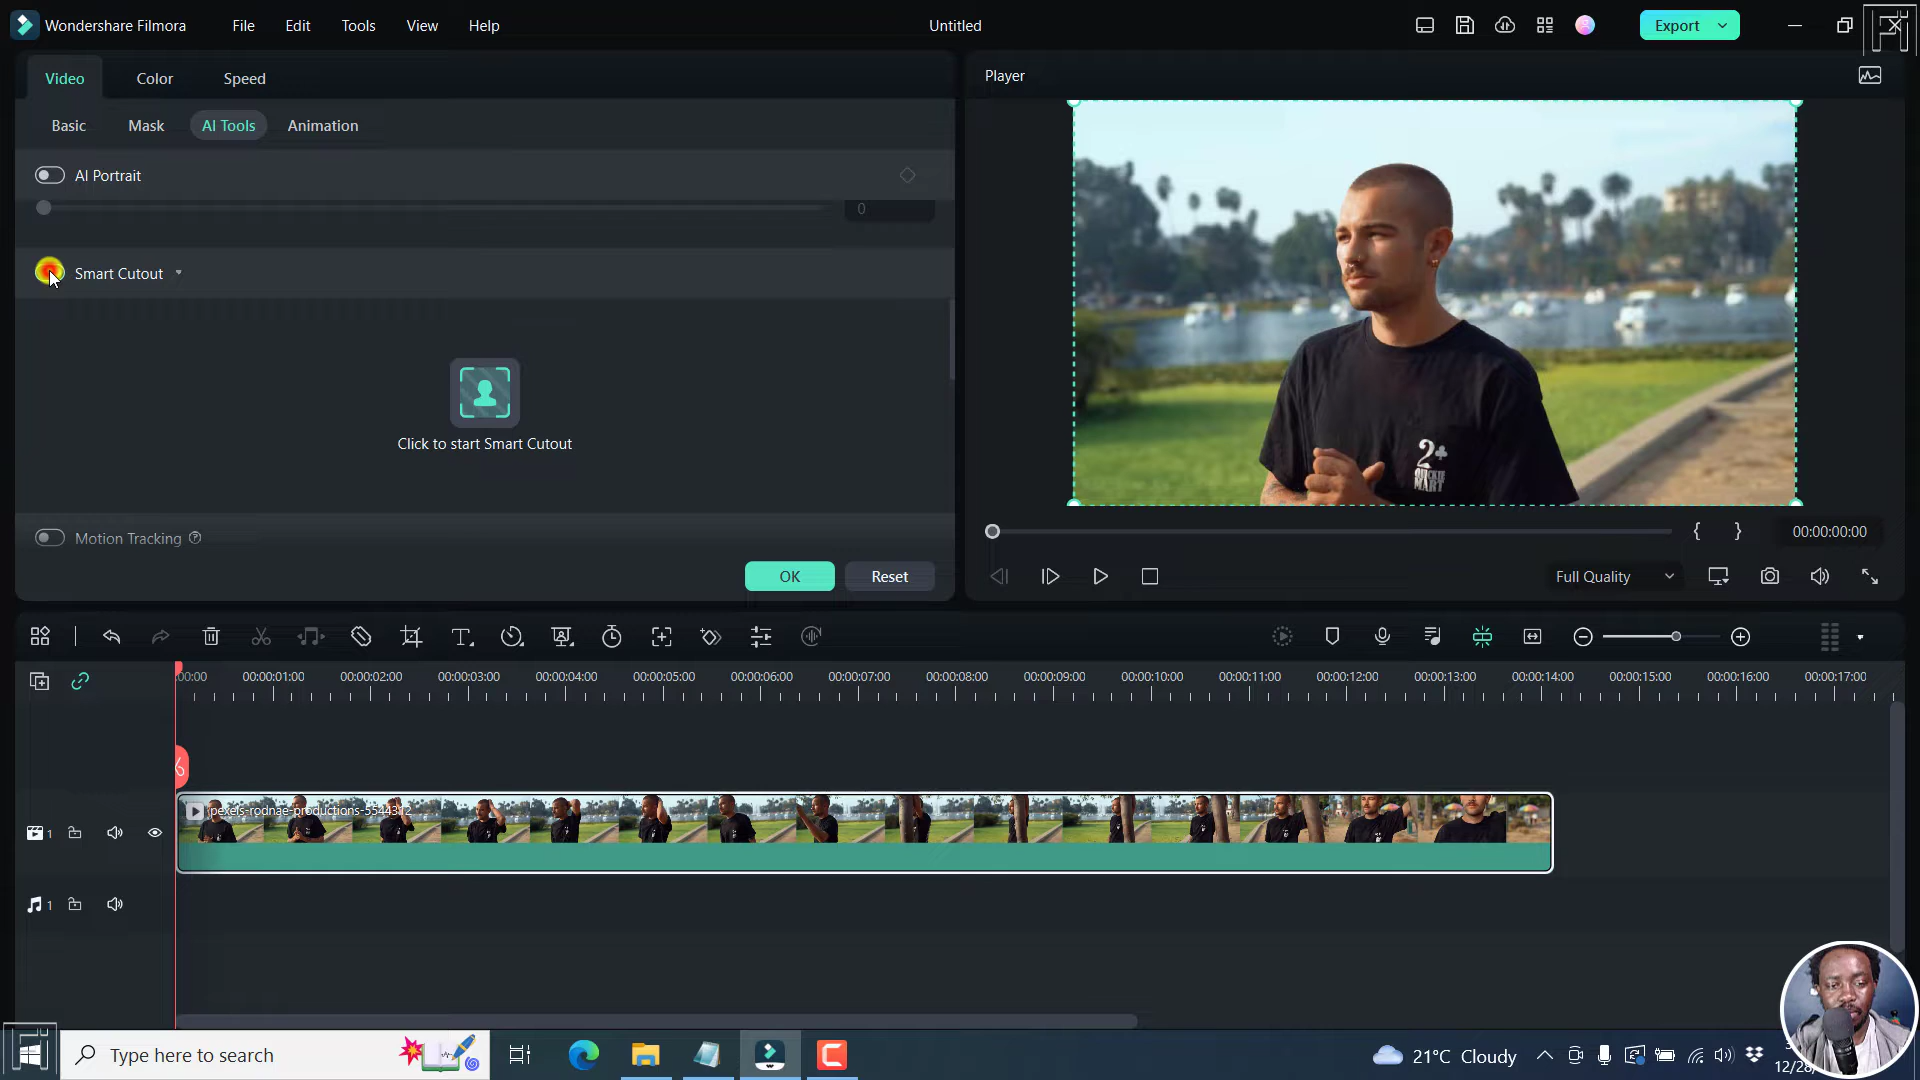 Wondershare Filmora
File
Edit
Tools
View
Help
Untitled
Export
Video
Color
Speed
Player
Basic
Mask
AI Tools
Animation
AI Portrait
0
Smart Cutout
Click to start Smart Cutout
2
QUICKIE
MART
Motion Tracking
OK
Reset
00:00:00:00
Full Quality
:00:00
00:00:01:00
00:00:02:00
00:00:03:00
00:00:04:00
00:00:05:00
00:00:06:00
00:00:07:00
00:00:08:00
00:00:09:00
00:00:10:00
00:00:11:00
00:00:12:00
00:00:13:00
00:00:14:00
00:00:15:00
00:00:16:00
00:00:17:00
pexels-rodnae-productions-5544312
1
1
Type here to search
21°C Cloudy